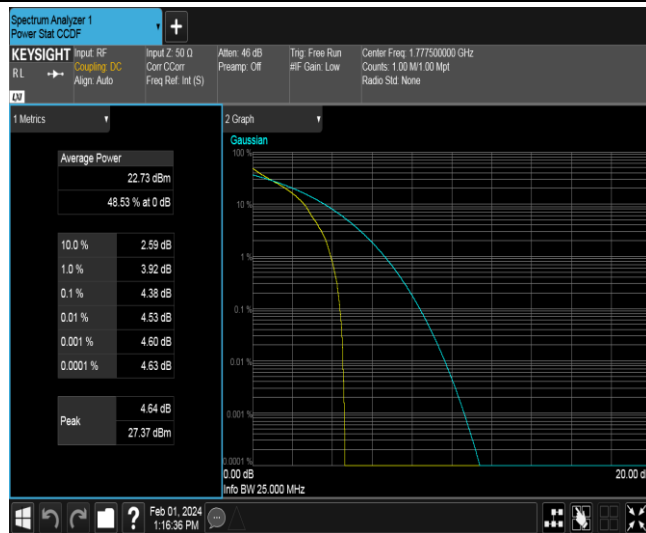 Spectrum Analyzer 1
Power Stat CCDF
+
KEYSIGHT
RL
Input: RF
Coupling: DC
Align: Auto
Input Z: 50 Ω
Corr CCorr
Freq Ref: Int (S)
Atten: 46 dB
Preamp: Off
Trig: Free Run
#IF Gain: Low
Center Freq: 1.777500000 GHz
Counts: 1.00 M/1.00 Mpt
Radio Std: None
1 Metrics
Average Power
22.73 dBm
48.53 % at 0 dB
10.0 % 2.59 dB
1.0 % 3.92 dB
0.1 % 4.38 dB
0.01 % 4.53 dB
0.001 % 4.60 dB
0.0001 % 4.63 dB
Peak
4.64 dB
27.37 dBm
2 Graph
Gaussian
100 %
10 %
1 %
0.1 %
0.01 %
0.001 %
0.0001 %
0.00 dB
20.00 d
Info BW 25.000 MHz
?
Feb 01, 2024
1:16:36 PM